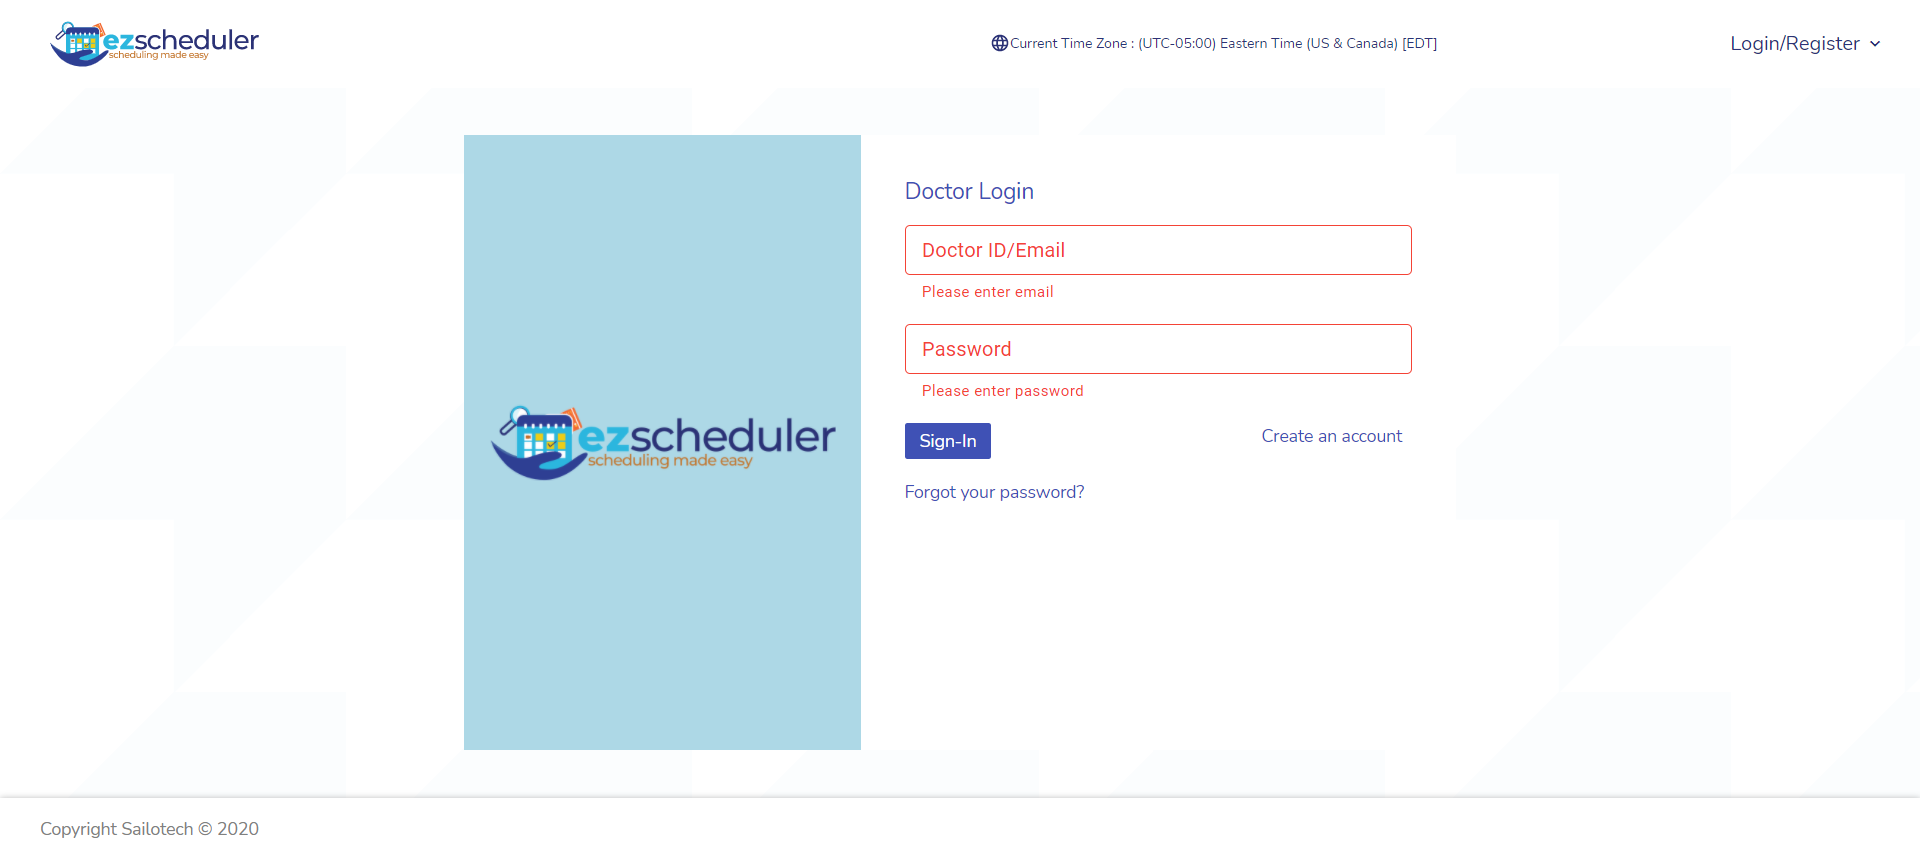 ezscheduler
scheduling made easy
Current Time Zone : (UTC-05:00) Eastern Time (US & Canada) [EDT]
Login/Register
ezscheduler
scheduling made easy
Doctor Login
Doctor ID/Email
Please enter email
Password
Please enter password
Sign-In
Create an account
Forgot your password?
Copyright Sailotech © 2020